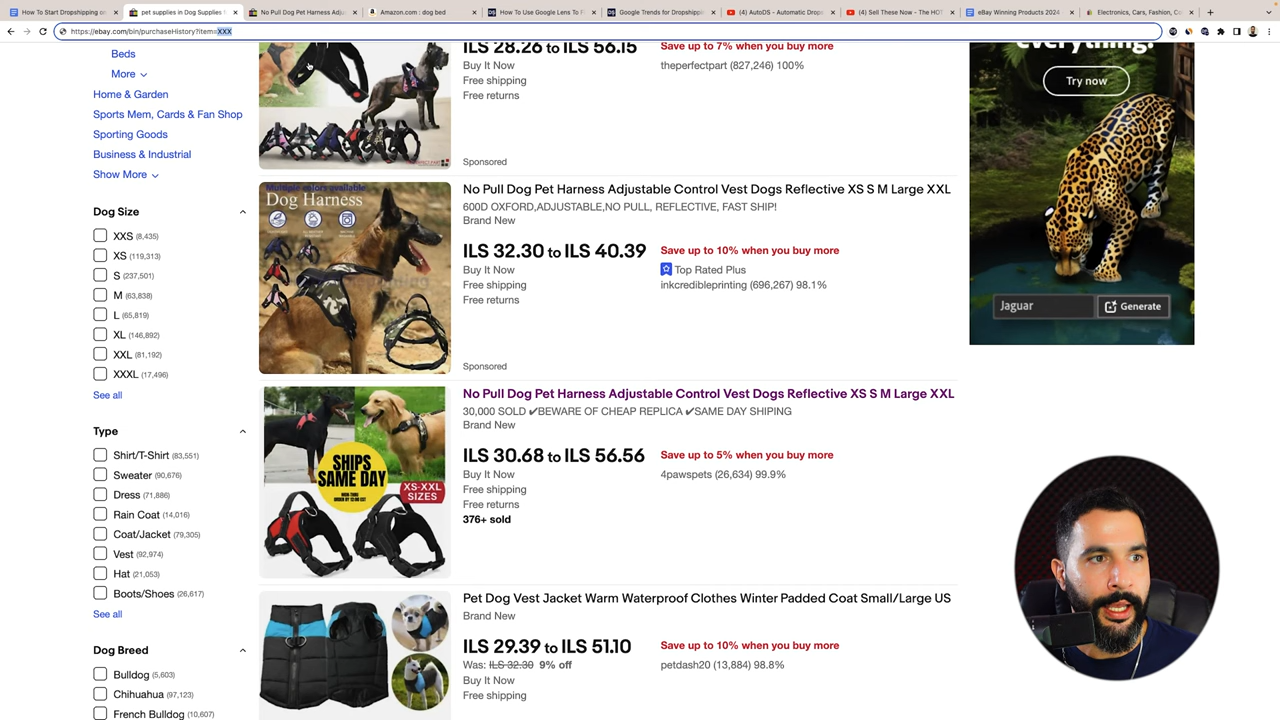 How To Start Dropshipping on
pet supplies in Dog Supplies
No Pull Dog Pet Harness Adju
Amazon.com : dog bed
How To Use Google Lens To F
Google Trends for Dropshippi
(4) AutoDS - Automatic Drops
(4) Sell These Now – The HOT
eBay Winning Products 2024
Electronics, Cars, Fashion, Co
https://ebay.com/bin/purchaseHistory?item=XXX
Beds
More
Home & Garden
Sports Mem, Cards & Fan Shop
Sporting Goods
Business & Industrial
Show More
Dog Size
XXS (8,435)
XS (119,313)
S (237,501)
M (63,838)
L (65,819)
XL (146,892)
XXL (81,192)
XXXL (17,496)
See all
Type
Shirt/T-Shirt (83,551)
Sweater (90,676)
Dress (71,886)
Rain Coat (14,016)
Coat/Jacket (79,305)
Vest (92,974)
Hat (21,053)
Boots/Shoes (26,617)
See all
Dog Breed
Bulldog (5,603)
Chihuahua (97,123)
French Bulldog (10,607)
ILS 28.26 to ILS 56.15
Save up to 7% when you buy more
Buy It Now
theperfectpart (827,246) 100%
Free shipping
Free returns
Sponsored
Multiple colors available
Dog Harness
No Pull Dog Pet Harness Adjustable Control Vest Dogs Reflective XS S M Large XXL
600D OXFORD,ADJUSTABLE,NO PULL, REFLECTIVE, FAST SHIP!
Brand New
ILS 32.30 to ILS 40.39
Save up to 10% when you buy more
Buy It Now
Top Rated Plus
Free shipping
inkcredibleprinting (696,267) 98.1%
Free returns
Sponsored
SHIPS
SAME DAY
XS-XXL
SIZES
No Pull Dog Pet Harness Adjustable Control Vest Dogs Reflective XS S M Large XXL
30,000 SOLD ✔BEWARE OF CHEAP REPLICA ✔SAME DAY SHIPING
Brand New
ILS 30.68 to ILS 56.56
Save up to 5% when you buy more
Buy It Now
4pawspets (26,634) 99.9%
Free shipping
Free returns
376+ sold
Pet Dog Vest Jacket Warm Waterproof Clothes Winter Padded Coat Small/Large US
Brand New
ILS 29.39 to ILS 51.10
Save up to 10% when you buy more
Was: ILS 32.30 9% off
petdash20 (13,884) 98.8%
Buy It Now
Free shipping
everything.
Try now
Jaguar
Generate